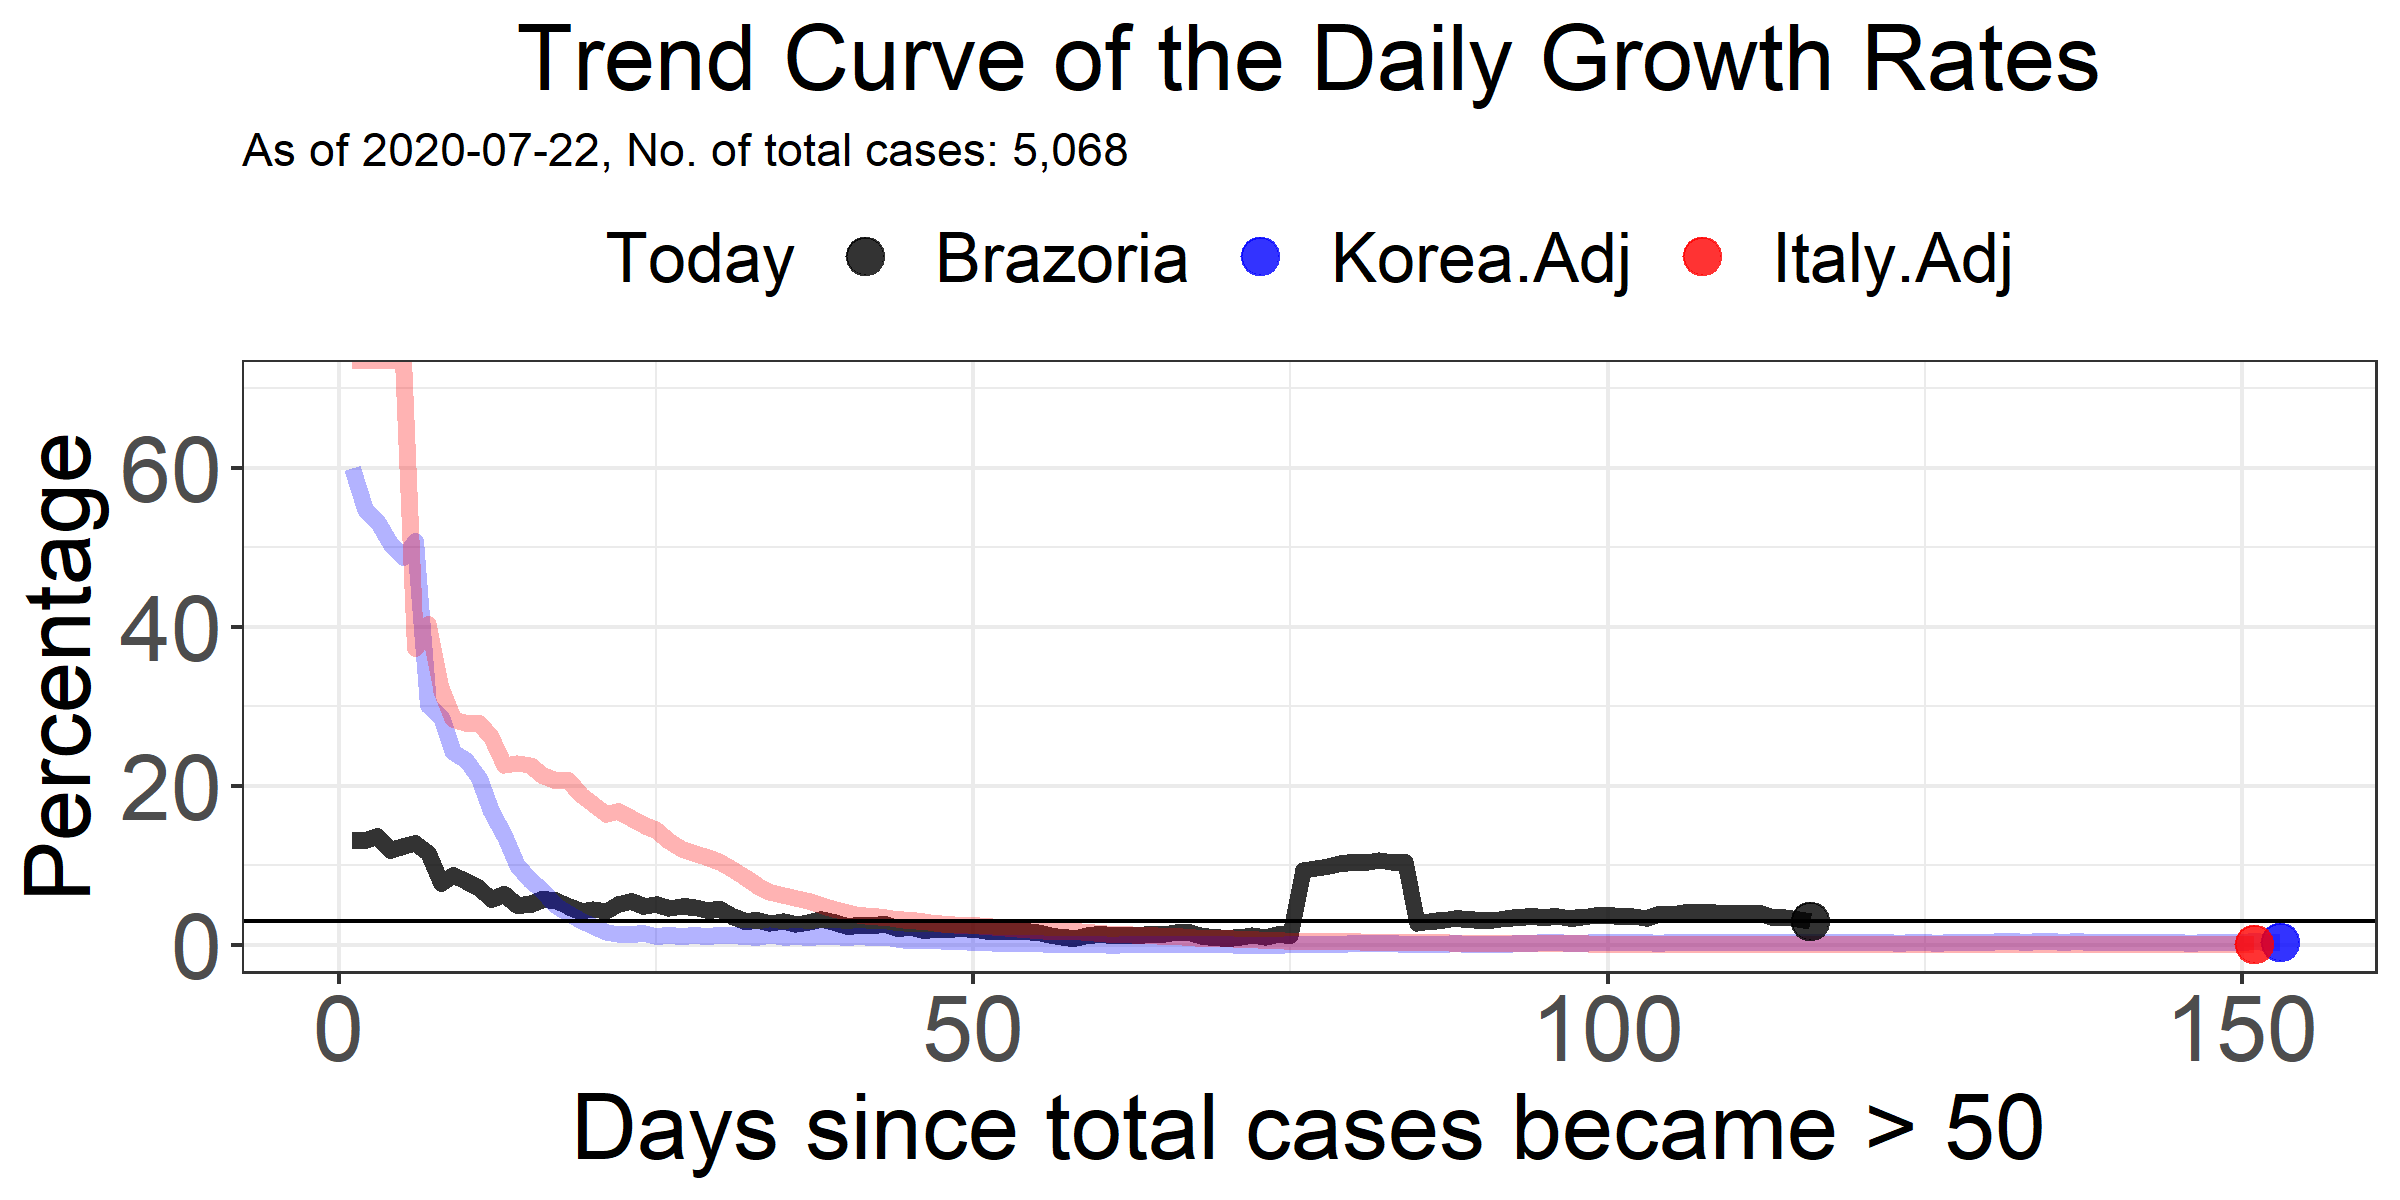 Trend Curve of the Daily Growth Rates
As of 2020-07-22, No. of total cases: 5,068
Today Brazoria Korea.Adj Italy.Adj
Percentage
60
40
20
0
0 50 100 150
Days since total cases became > 50